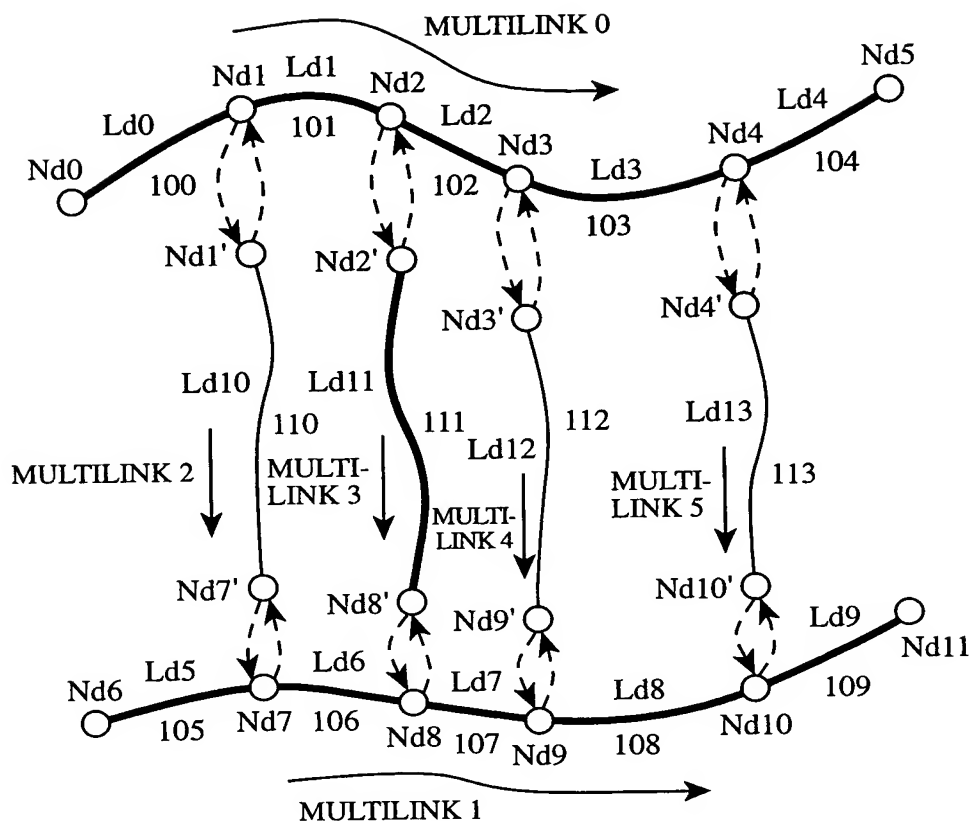 MULTILINK 0
Nd5
Ld1
Nd1
Nd2
Ld4
Ld0
101
Ld2
Nd4
Nd3
Ld3
104
Nd0
100
102
103
Nd1'
Nd2'
Nd3'
Nd4'
Ld10
Ld11
Ld13
110
111
112
Ld12
MULTILINK 2
MULTI-
LINK 3
MULTI-
LINK 4
MULTI-
LINK 5
113
Nd7'
Nd8'
Nd9'
Nd10'
Ld9
Nd11
Ld5
Ld6
Ld7
Ld8
Nd6
105
Nd7
106
Nd8
107
Nd9
108
Nd10
109
MULTILINK 1